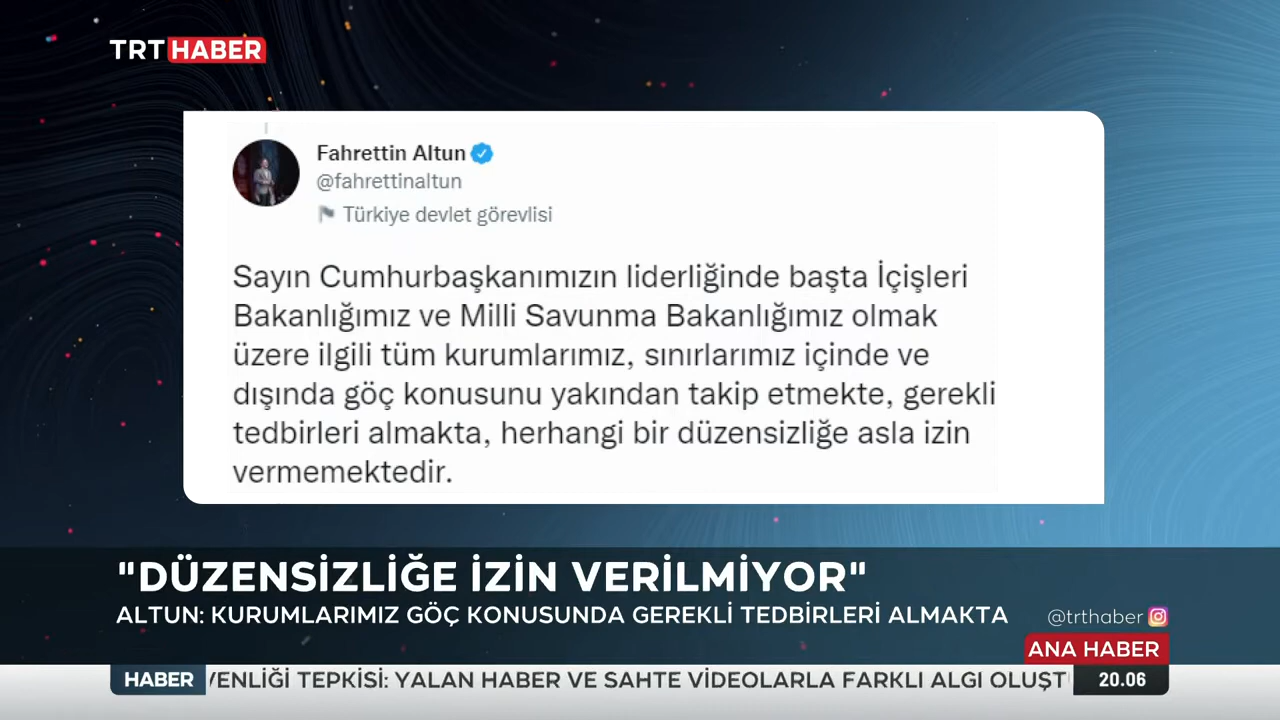 TRT HABER
Fahrettin Altun
@fahrettinaltun
Türkiye devlet görevlisi
Sayın Cumhurbaşkanımızın liderliğinde başta İçişleri
Bakanlığımız ve Milli Savunma Bakanlığımız olmak
üzere ilgili tüm kurumlarımız, sınırlarımız içinde ve
dışında göç konusunu yakından takip etmekte, gerekli
tedbirleri almakta, herhangi bir düzensizliğe asla izin
vermemektedir.
"DÜZENSİZLİĞE İZİN VERİLMİYOR"
ALTUN: KURUMLARIMIZ GÖÇ KONUSUNDA GEREKLİ TEDBİRLERİ ALMAKTA
@trthaber
ANA HABER
HABER VENLİĞİ TEPKİSİ: YALAN HABER VE SAHTE VİDEOLARLA FARKLI ALGI OLUŞT 20.06